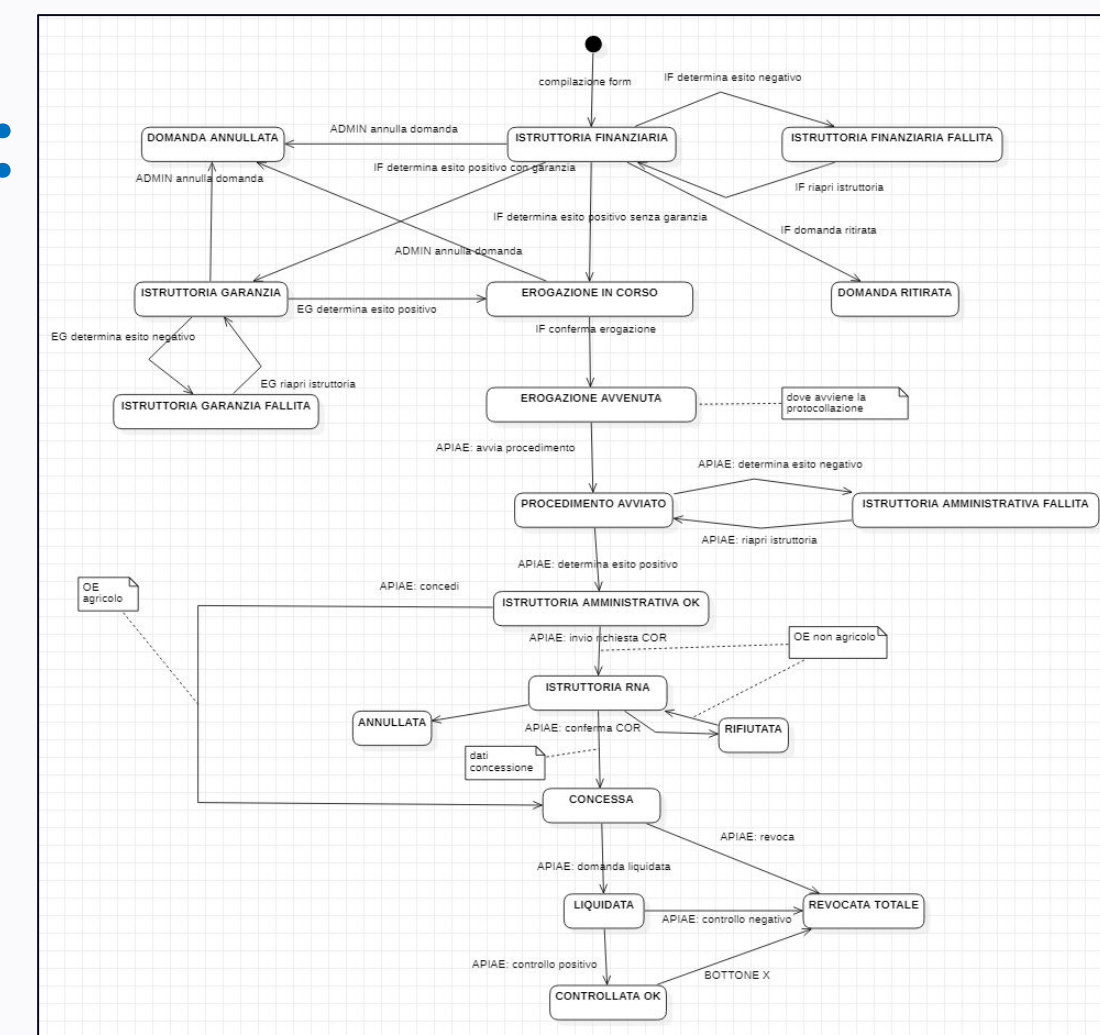 compilazione form
IF determina esito negativo
DOMANDA ANNULLATA
ADMIN annulla domanda
ISTRUTTORIA FINANZIARIA
ISTRUTTORIA FINANZIARIA FALLITA
ADMIN annulla domanda
IF determina esito positivo con garanzia
IF riapri istruttoria
IF determina esito positivo senza garanzia
IF domanda ritirata
ADMIN annulla domanda
ISTRUTTORIA GARANZIA
EROGAZIONE IN CORSO
DOMANDA RITIRATA
EG determina esito positivo
EG determina esito negativo
IF conferma erogazione
EG riapri istruttoria
ISTRUTTORIA GARANZIA FALLITA
EROGAZIONE AVVENUTA
dove avviene la
protocollazione
APIAE: avvia procedimento
APIAE: determina esito negativo
PROCEDIMENTO AVVIATO
ISTRUTTORIA AMMINISTRATIVA FALLITA
APIAE: riapri istruttoria
APIAE: determina esito positivo
OE
agricolo
APIAE: concedi
ISTRUTTORIA AMMINISTRATIVA OK
APIAE: invio richiesta COR
OE non agricolo
ISTRUTTORIA RNA
ANNULLATA
APIAE: conferma COR
RIFIUTATA
dati
concessione
CONCESSA
APIAE: revoca
APIAE: domanda liquidata
LIQUIDATA
REVOCATA TOTALE
APIAE: controllo negativo
APIAE: controllo positivo
BOTTONE X
CONTROLLATA OK